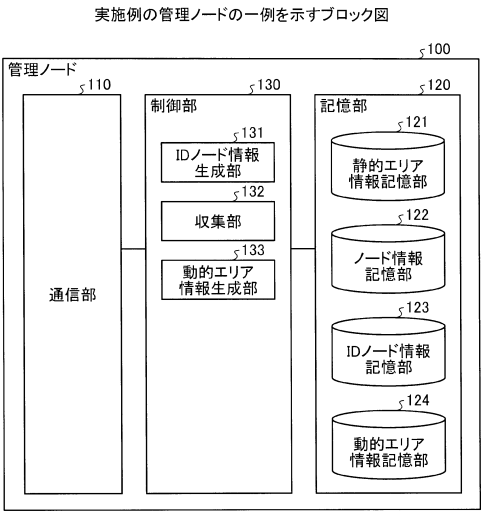 実施例の管理ノードの一例を示すブロック図
100
管理ノード
110
通信部
130
制御部
131
IDノード情報
生成部
132
収集部
133
動的エリア
情報生成部
120
記憶部
121
静的エリア
情報記憶部
122
ノード情報
記憶部
123
IDノード情報
記憶部
124
動的エリア
情報記憶部